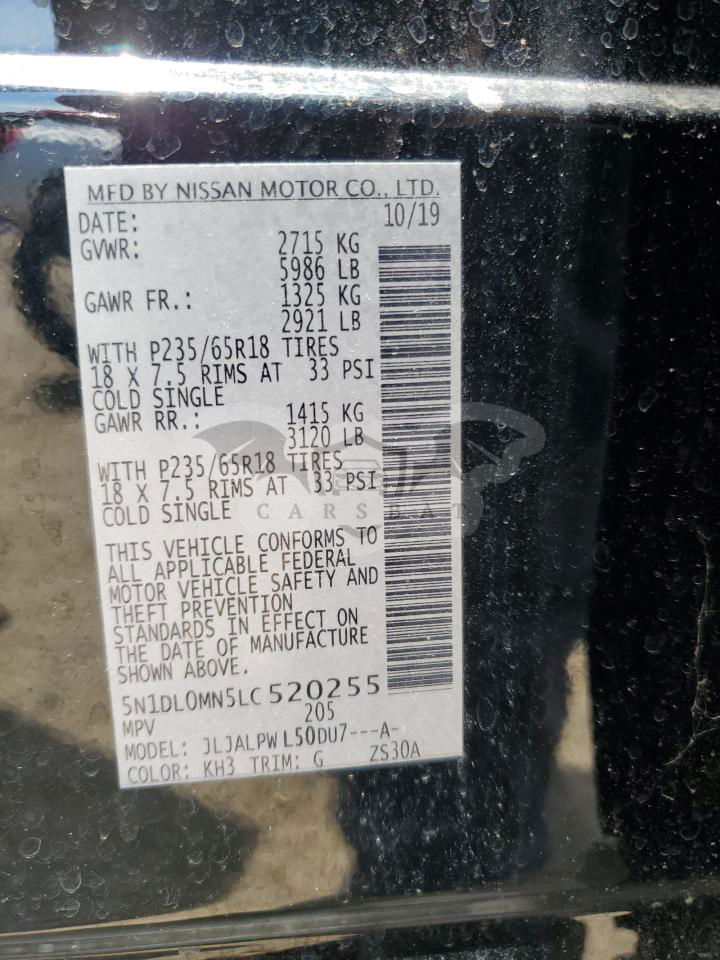 MFD BY NISSAN MOTOR CO., LTD.
DATE: 10/19
GVWR: 2715 KG
5986 LB
GAWR FR.: 1325 KG
2921 LB
WITH P235/65R18 TIRES
18 X 7.5 RIMS AT 33 PSI
COLD SINGLE
GAWR RR.: 1415 KG
3120 LB
WITH P235/65R18 TIRES
18 X 7.5 RIMS AT 33 PSI
COLD SINGLE
CARSEAT
THIS VEHICLE CONFORMS TO
ALL APPLICABLE FEDERAL
MOTOR VEHICLE SAFETY AND
THEFT PREVENTION
STANDARDS IN EFFECT ON
THE DATE OF MANUFACTURE
SHOWN ABOVE.
5N1DL0MN5LC520255
MPV 205
MODEL: JLJALPWL50DU7---A-
COLOR: KH3 TRIM: G ZS30A